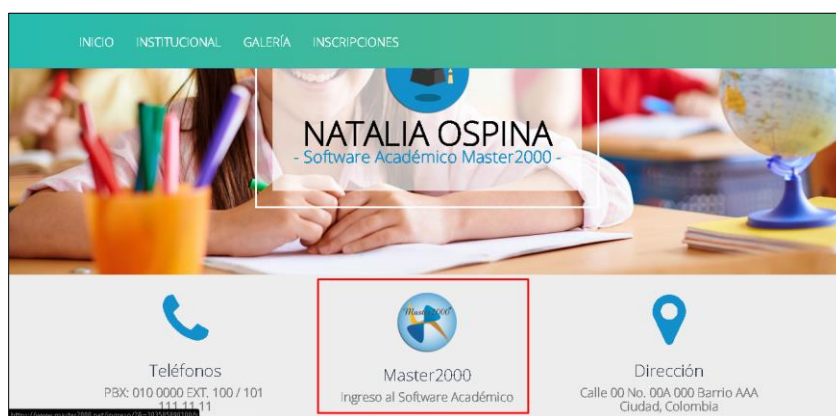 INICIO INSTITUCIONAL GALERÍA INSCRIPCIONES
NATALIA OSPINA
- Software Académico Master2000 -
Teléfonos
PBX: 010 0000 EXT. 100 / 101
111 11 11
Master2000
Master2000
Ingreso al Software Académico
Dirección
Calle 00 No. 00A 000 Barrio AAA
Ciudad, Colombia